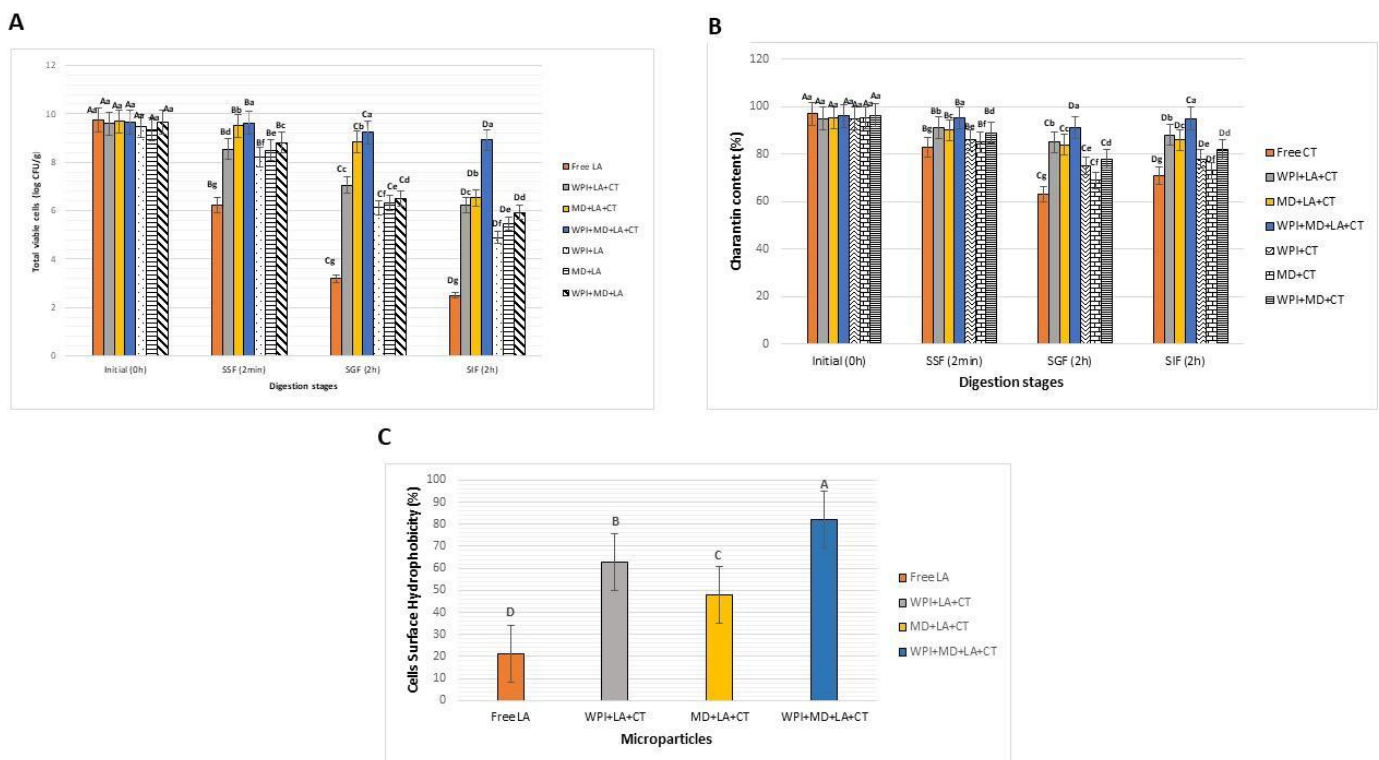 A
12
10
8
6
4
2
0
Total viable cells (log CFU/g)
Aa Aa Aa Aa Aa Aa Aa
Bg Bd Bb Ba Bf Be Bc
Cg Cc Cb Ca Cf Ce Cd
Dg Dc Db Da Df De Dd
Initial (0h) SSF (2min) SGF (2h) SIF (2h)
Digestion stages
Free LA
WPI+LA+CT
MD+LA+CT
WPI+MD+LA+CT
WPI+LA
MD+LA
WPI+MD+LA
B
120
100
80
60
40
20
0
Charantin content (%)
Aa Aa Aa Aa Aa Aa Aa
Bg Bb Bc Ba Be Bf Bd
Cg Cb Cc Da Ce Cf Cd
Dg Db Dc Ca De Df Dd
Initial (0h) SSF (2min) SGF (2h) SIF (2h)
Digestion stages
Free CT
WPI+LA+CT
MD+LA+CT
WPI+MD+LA+CT
WPI+CT
MD+CT
WPI+MD+CT
C
100
90
80
70
60
50
40
30
20
10
0
Cells Surface Hydrophobicity (%)
D B C A
Free LA WPI+LA+CT MD+LA+CT WPI+MD+LA+CT
Microparticles
Free LA
WPI+LA+CT
MD+LA+CT
WPI+MD+LA+CT